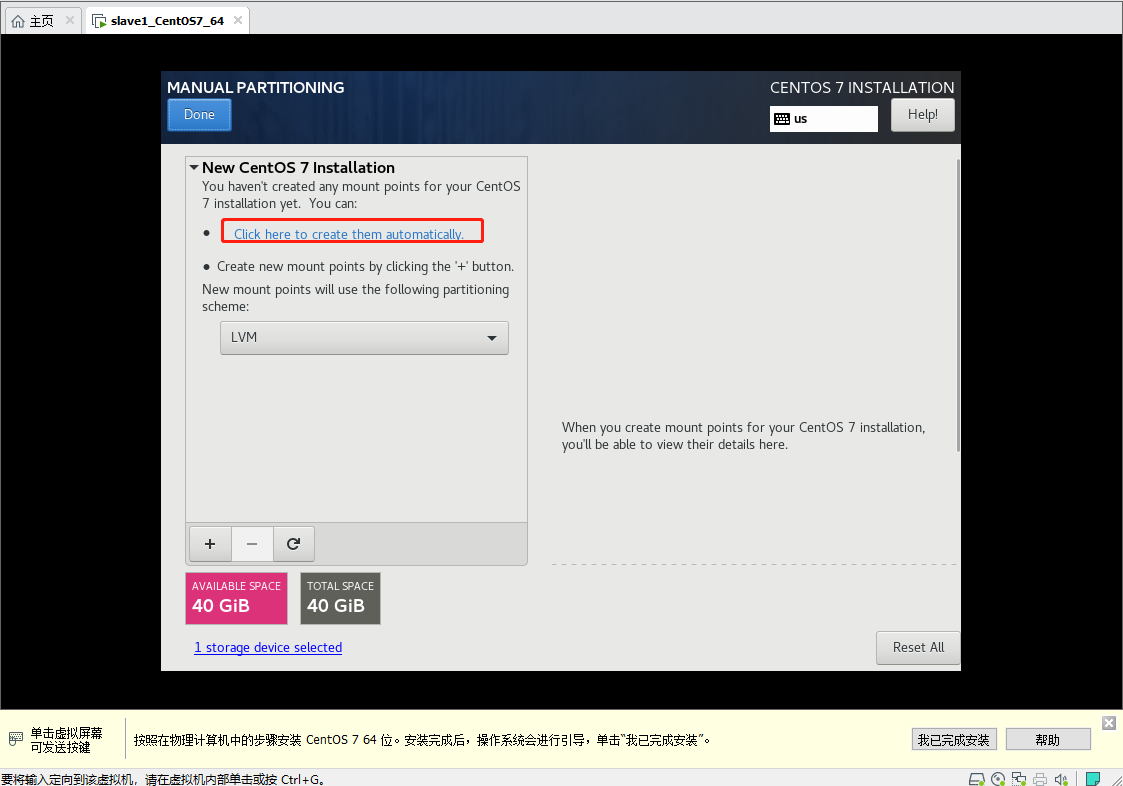 主页
slave1_CentOS7_64
MANUAL PARTITIONING
CENTOS 7 INSTALLATION
Done
us
Help!
New CentOS 7 Installation
You haven't created any mount points for your CentOS
7 installation yet.  You can:
Click here to create them automatically.
Create new mount points by clicking the '+' button.
New mount points will use the following partitioning
scheme:
LVM
When you create mount points for your CentOS 7 installation,
you'll be able to view their details here.
+ −
AVAILABLE SPACE
40 GiB
TOTAL SPACE
40 GiB
1 storage device selected
Reset All
单击虚拟屏幕
可发送按键
按照在物理计算机中的步骤安装 CentOS 7 64 位。安装完成后，操作系统会进行引导，单击“我已完成安装”。
我已完成安装
帮助
要将输入定向到该虚拟机，请在虚拟机内部单击或按 Ctrl+G。